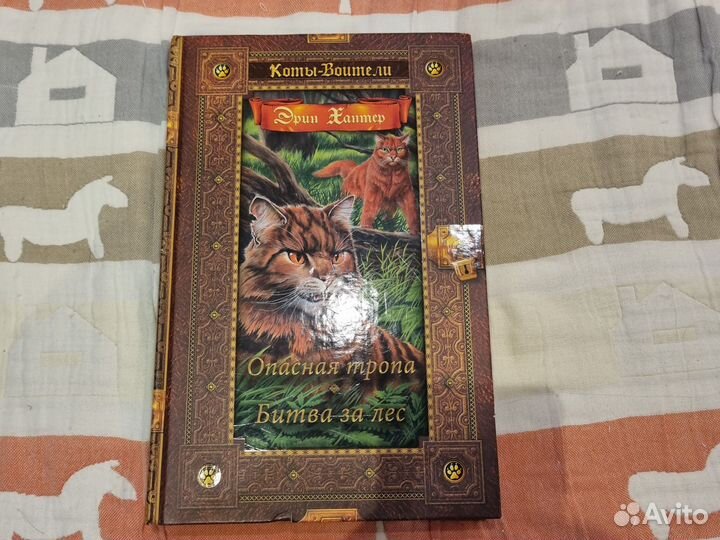 Коты-Воители
Эрин Хантер
Опасная тропа
Битва за лес
Avito